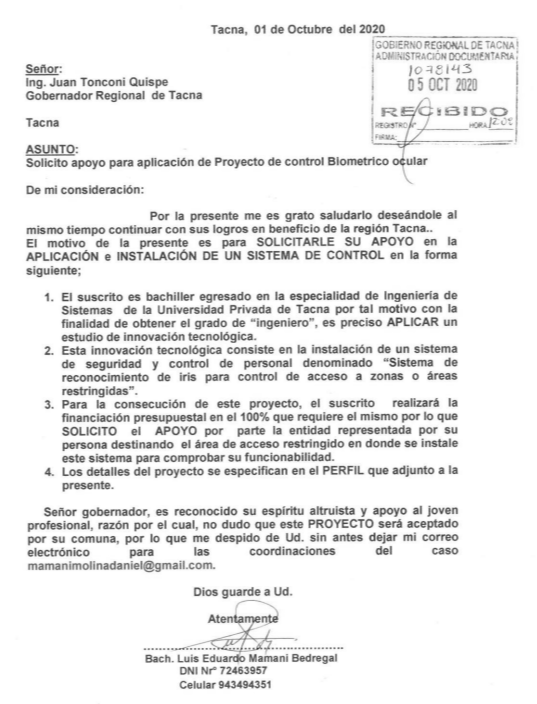 Tacna, 01 de Octubre del 2020
GOBIERNO REGIONAL DE TACNA
ADMINISTRACIÓN DOCUMENTARIA
1078143
05 OCT 2020
RECIBIDO
REGISTRO N° HORA
FIRMA:
Señor:
Ing. Juan Tonconi Quispe
Gobernador Regional de Tacna
Tacna
ASUNTO:
Solicito apoyo para aplicación de Proyecto de control Biometrico ocular
De mi consideración:
Por la presente me es grato saludarlo deseándole al
mismo tiempo continuar con sus logros en beneficio de la región Tacna..
El motivo de la presente es para SOLICITARLE SU APOYO en la
APLICACIÓN e INSTALACIÓN DE UN SISTEMA DE CONTROL en la forma
siguiente;
1. El suscrito es bachiller egresado en la especialidad de Ingeniería de
Sistemas de la Universidad Privada de Tacna por tal motivo con la
finalidad de obtener el grado de “ingeniero”, es preciso APLICAR un
estudio de innovación tecnológica.
2. Esta innovación tecnológica consiste en la instalación de un sistema
de seguridad y control de personal denominado “Sistema de
reconocimiento de iris para control de acceso a zonas o áreas
restringidas”.
3. Para la consecución de este proyecto, el suscrito realizará la
financiación presupuestal en el 100% que requiere el mismo por lo que
SOLICITO el APOYO por parte la entidad representada por su
persona destinando el área de acceso restringido en donde se instale
este sistema para comprobar su funcionabilidad.
4. Los detalles del proyecto se especifican en el PERFIL que adjunto a la
presente.
Señor gobernador, es reconocido su espíritu altruista y apoyo al joven
profesional, razón por el cual, no dudo que este PROYECTO será aceptado
por su comuna, por lo que me despido de Ud. sin antes dejar mi correo
electrónico para las coordinaciones del caso
mamanimolinadaniel@gmail.com.
Dios guarde a Ud.
Atentamente
Bach. Luis Eduardo Mamani Bedregal
DNI Nr° 72463957
Celular 943494351